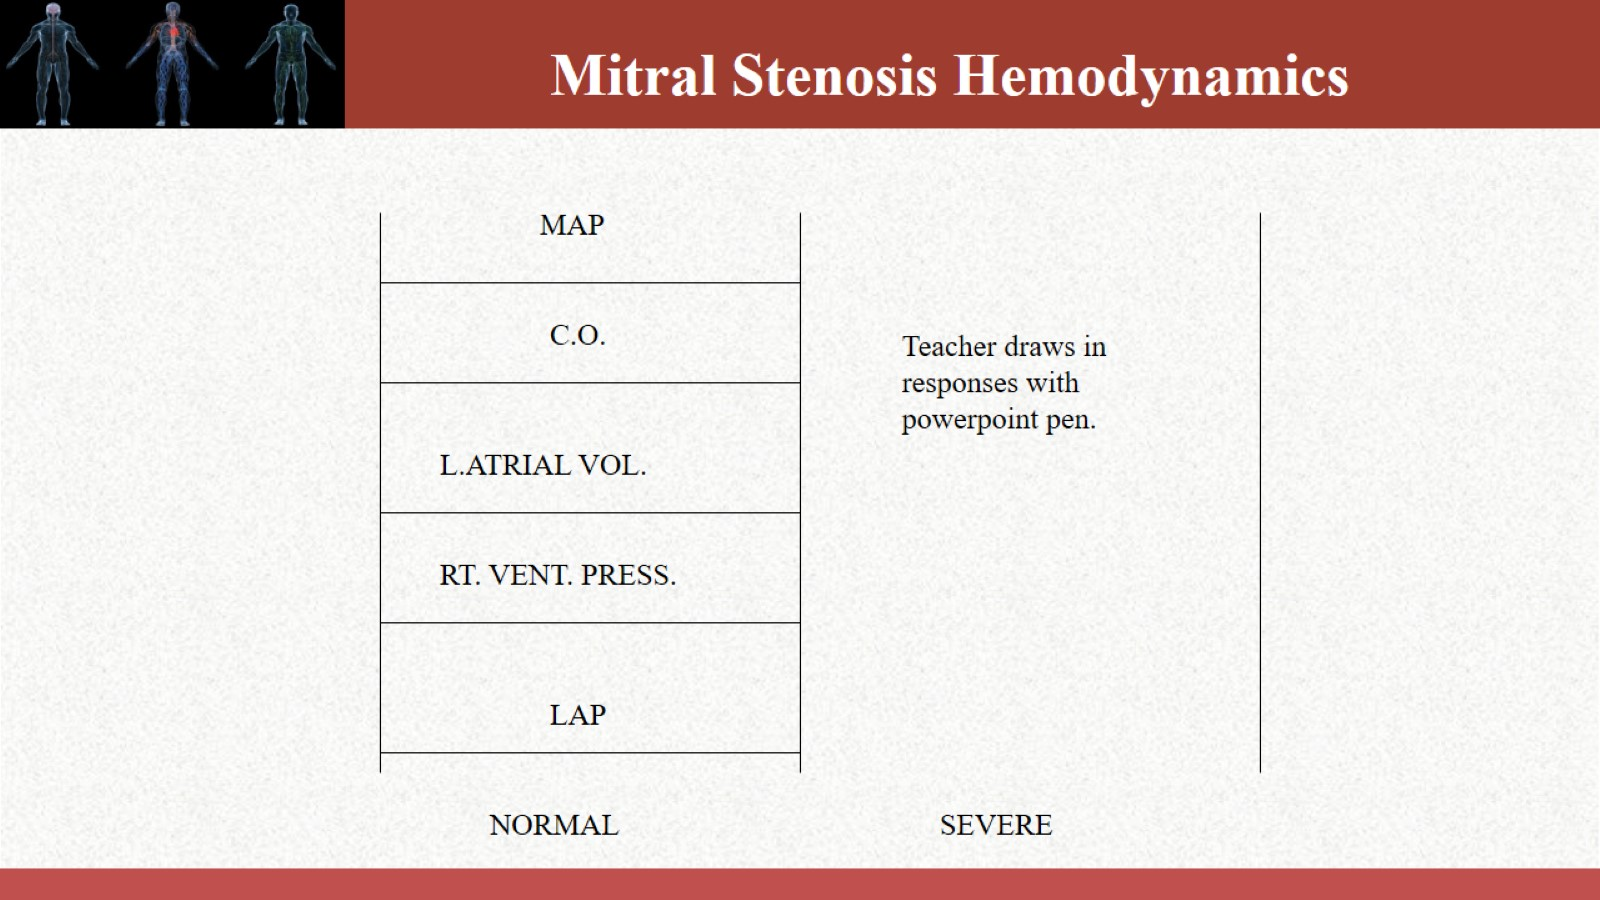 Mitral Stenosis Hemodynamics
MAP
C.O.
L.ATRIAL VOL.
RT. VENT. PRESS.
LAP
Teacher draws in
responses with
powerpoint pen.
NORMAL
SEVERE